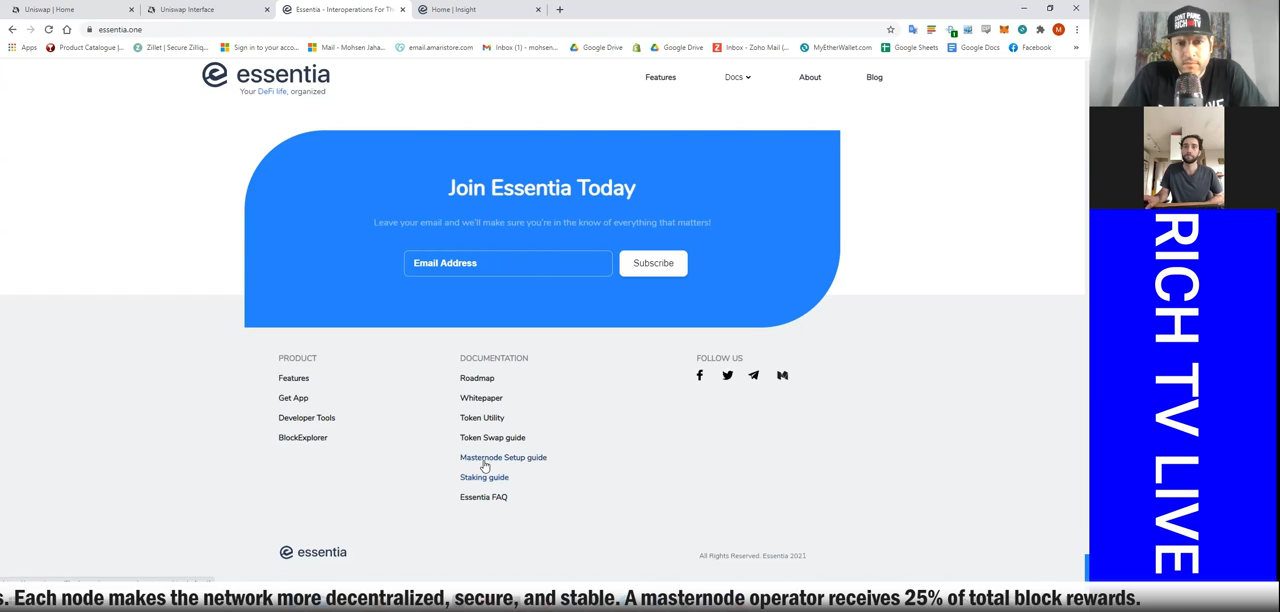 Uniswap | Home
Uniswap Interface
Essentia - Interoperations For Th
Home | Insight
essentia.one
Apps
Product Catalogue |...
Zillet | Secure Zilliq...
Sign in to your acco...
Mail - Mohsen Jaha...
email.amaristore.com
Inbox (1) - mohsen...
Google Drive
Google Drive
Inbox - Zoho Mail (...
MyEtherWallet.com
Google Sheets
Google Docs
Facebook
essentia
Your DeFi life, organized
Features
Docs
About
Blog
Join Essentia Today
Leave your email and we'll make sure you're in the know of everything that matters!
Email Address
Subscribe
PRODUCT
Features
Get App
Developer Tools
BlockExplorer
DOCUMENTATION
Roadmap
Whitepaper
Token Utility
Token Swap guide
Masternode Setup guide
Staking guide
Essentia FAQ
FOLLOW US
essentia
All Rights Reserved. Essentia 2021
DON'T PANIC
RICH TV LIVE
s. Each node makes the network more decentralized, secure, and stable. A masternode operator receives 25% of total block rewards.